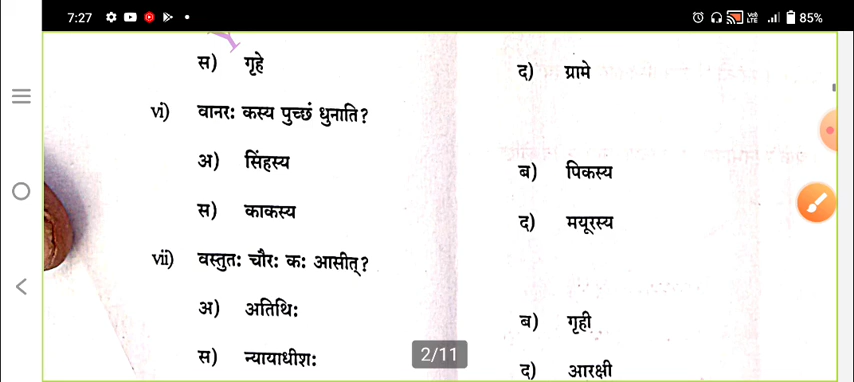 7:27
85%
स) गृहे
द) ग्रामे
vi) वानरः कस्य पुच्छं धुनाति?
अ) सिंहस्य
ब) पिकस्य
स) काकस्य
द) मयूरस्य
vii) वस्तुतः चौरः कः आसीत्?
अ) अतिथिः
ब) गृही
स) न्यायाधीशः
द) आरक्षी
2/11